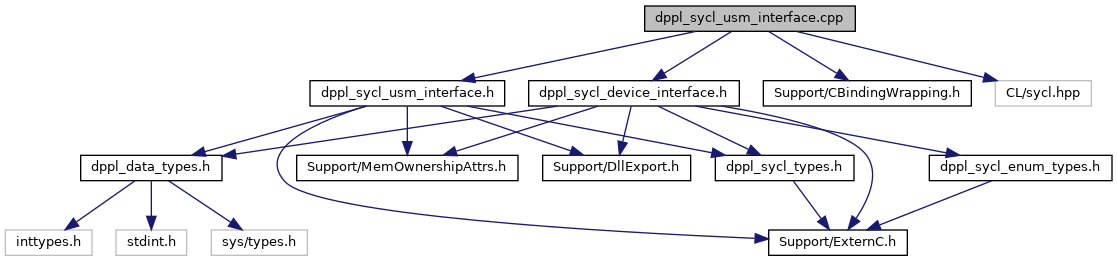 dppl_sycl_usm_interface.cpp
dppl_sycl_usm_interface.h
dppl_sycl_device_interface.h
Support/CBindingWrapping.h
CL/sycl.hpp
dppl_data_types.h
Support/MemOwnershipAttrs.h
Support/DllExport.h
dppl_sycl_types.h
dppl_sycl_enum_types.h
inttypes.h
stdint.h
sys/types.h
Support/ExternC.h